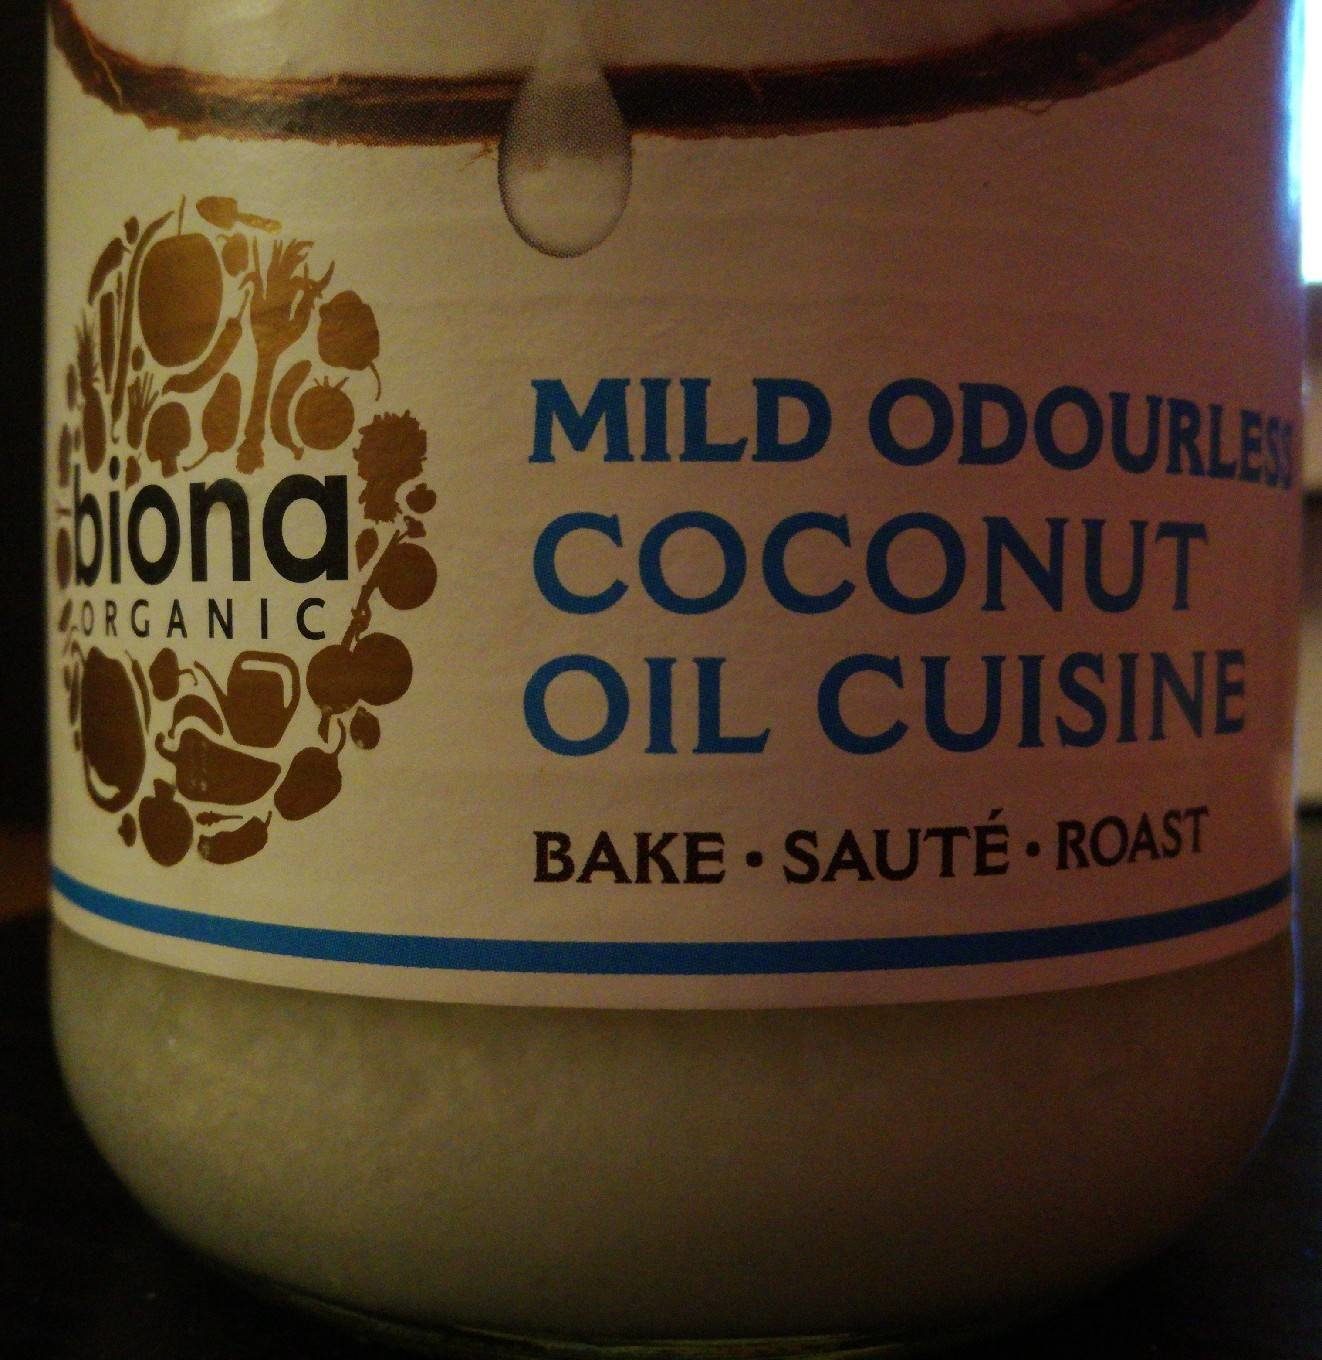 biona
ORGANIC
MILD ODOURLESS
COCONUT
OIL CUISINE
BAKE • SAUTÉ • ROAST